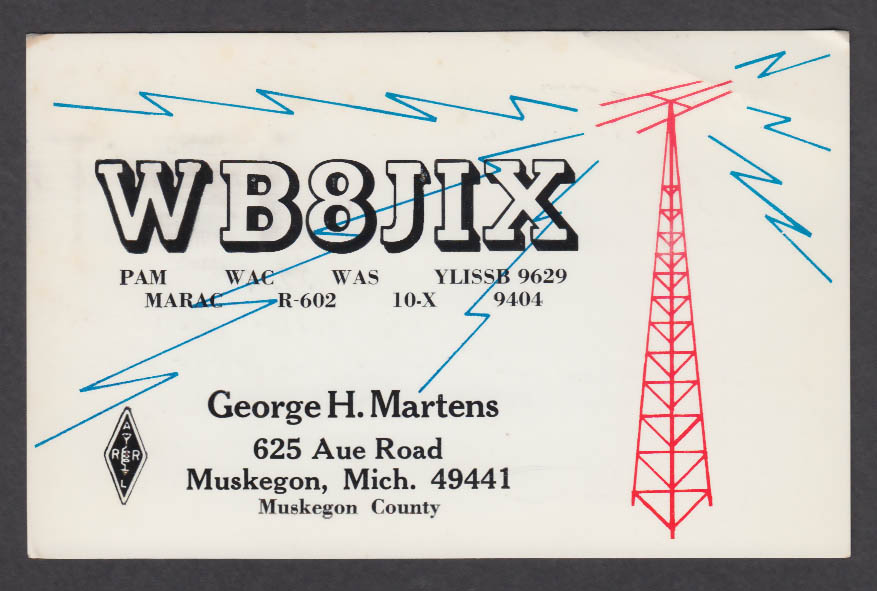 WB8JIX
PAM WAC WAS YLISSB 9629
MARAC R-602 10-X 9404
George H. Martens
625 Aue Road
Muskegon, Mich. 49441
Muskegon County
A
R R
L